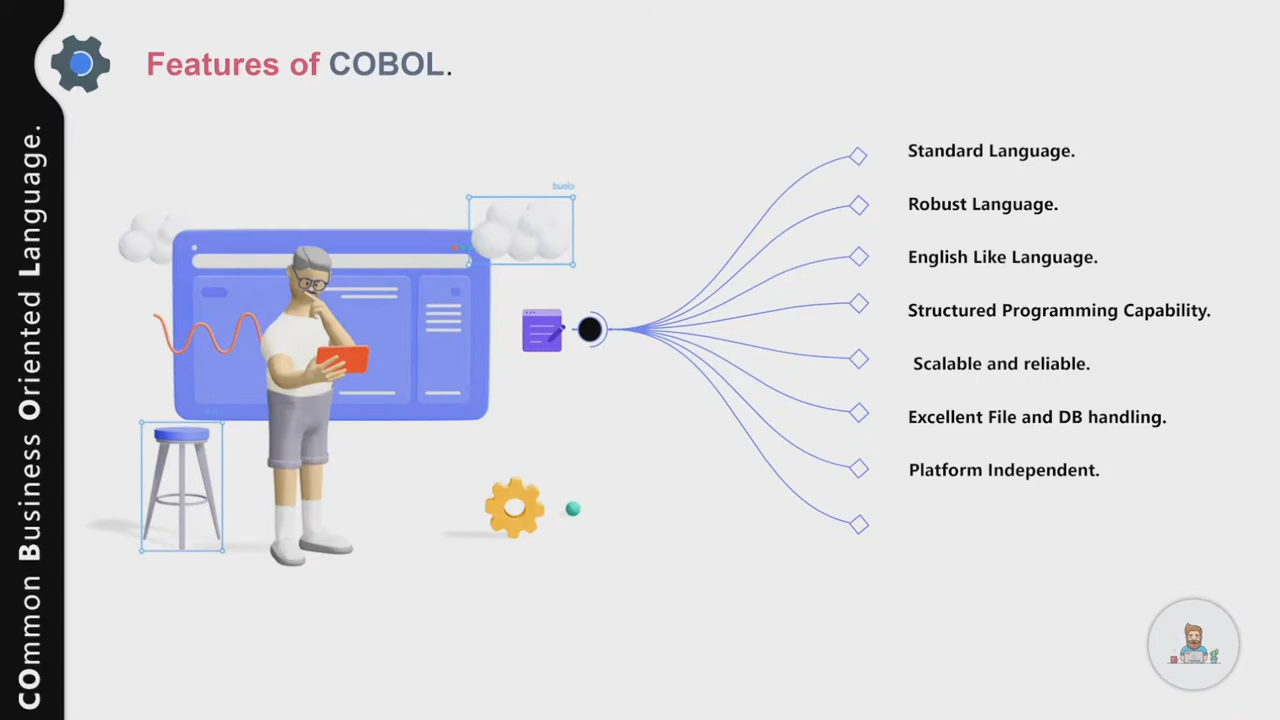 Features of COBOL.
COmmon Business Oriented Language.
cloud
Standard Language.
Robust Language.
English Like Language.
Structured Programming Capability.
Scalable and reliable.
Excellent File and DB handling.
Platform Independent.